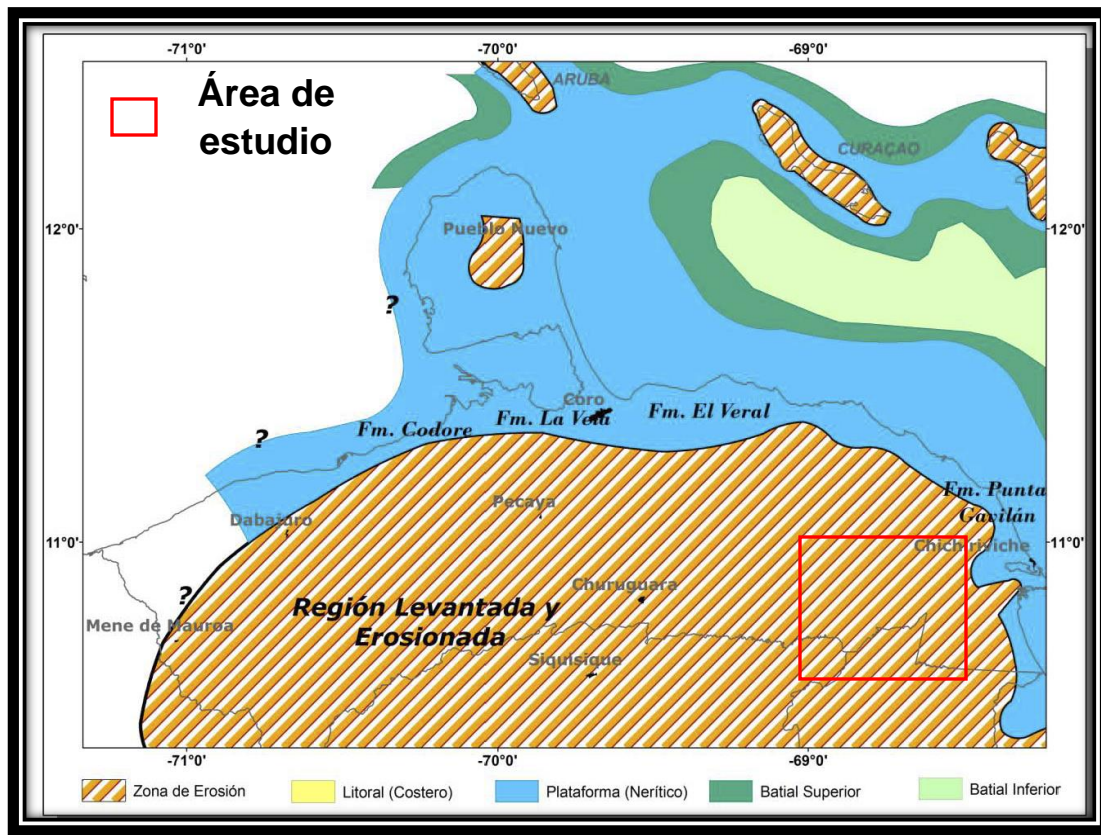 -71°0'
-70°0'
-69°0'
Área de
estudio
ARUBA
CURAÇAO
12°0'
Pueblo Nuevo
12°0'
?
Coro
Fm. Codore
Fm. La Vela
Fm. El Veral
?
Fm. Punta
Gavilán
Pecaya
Dabajuro
11°0'
Chichiriviche
11°0'
Churuguara
?
Región Levantada y
Erosionada
Mene de Mauroa
Siquisique
-71°0'
-70°0'
-69°0'
Zona de Erosión
Litoral (Costero)
Plataforma (Nerítico)
Batial Superior
Batial Inferior